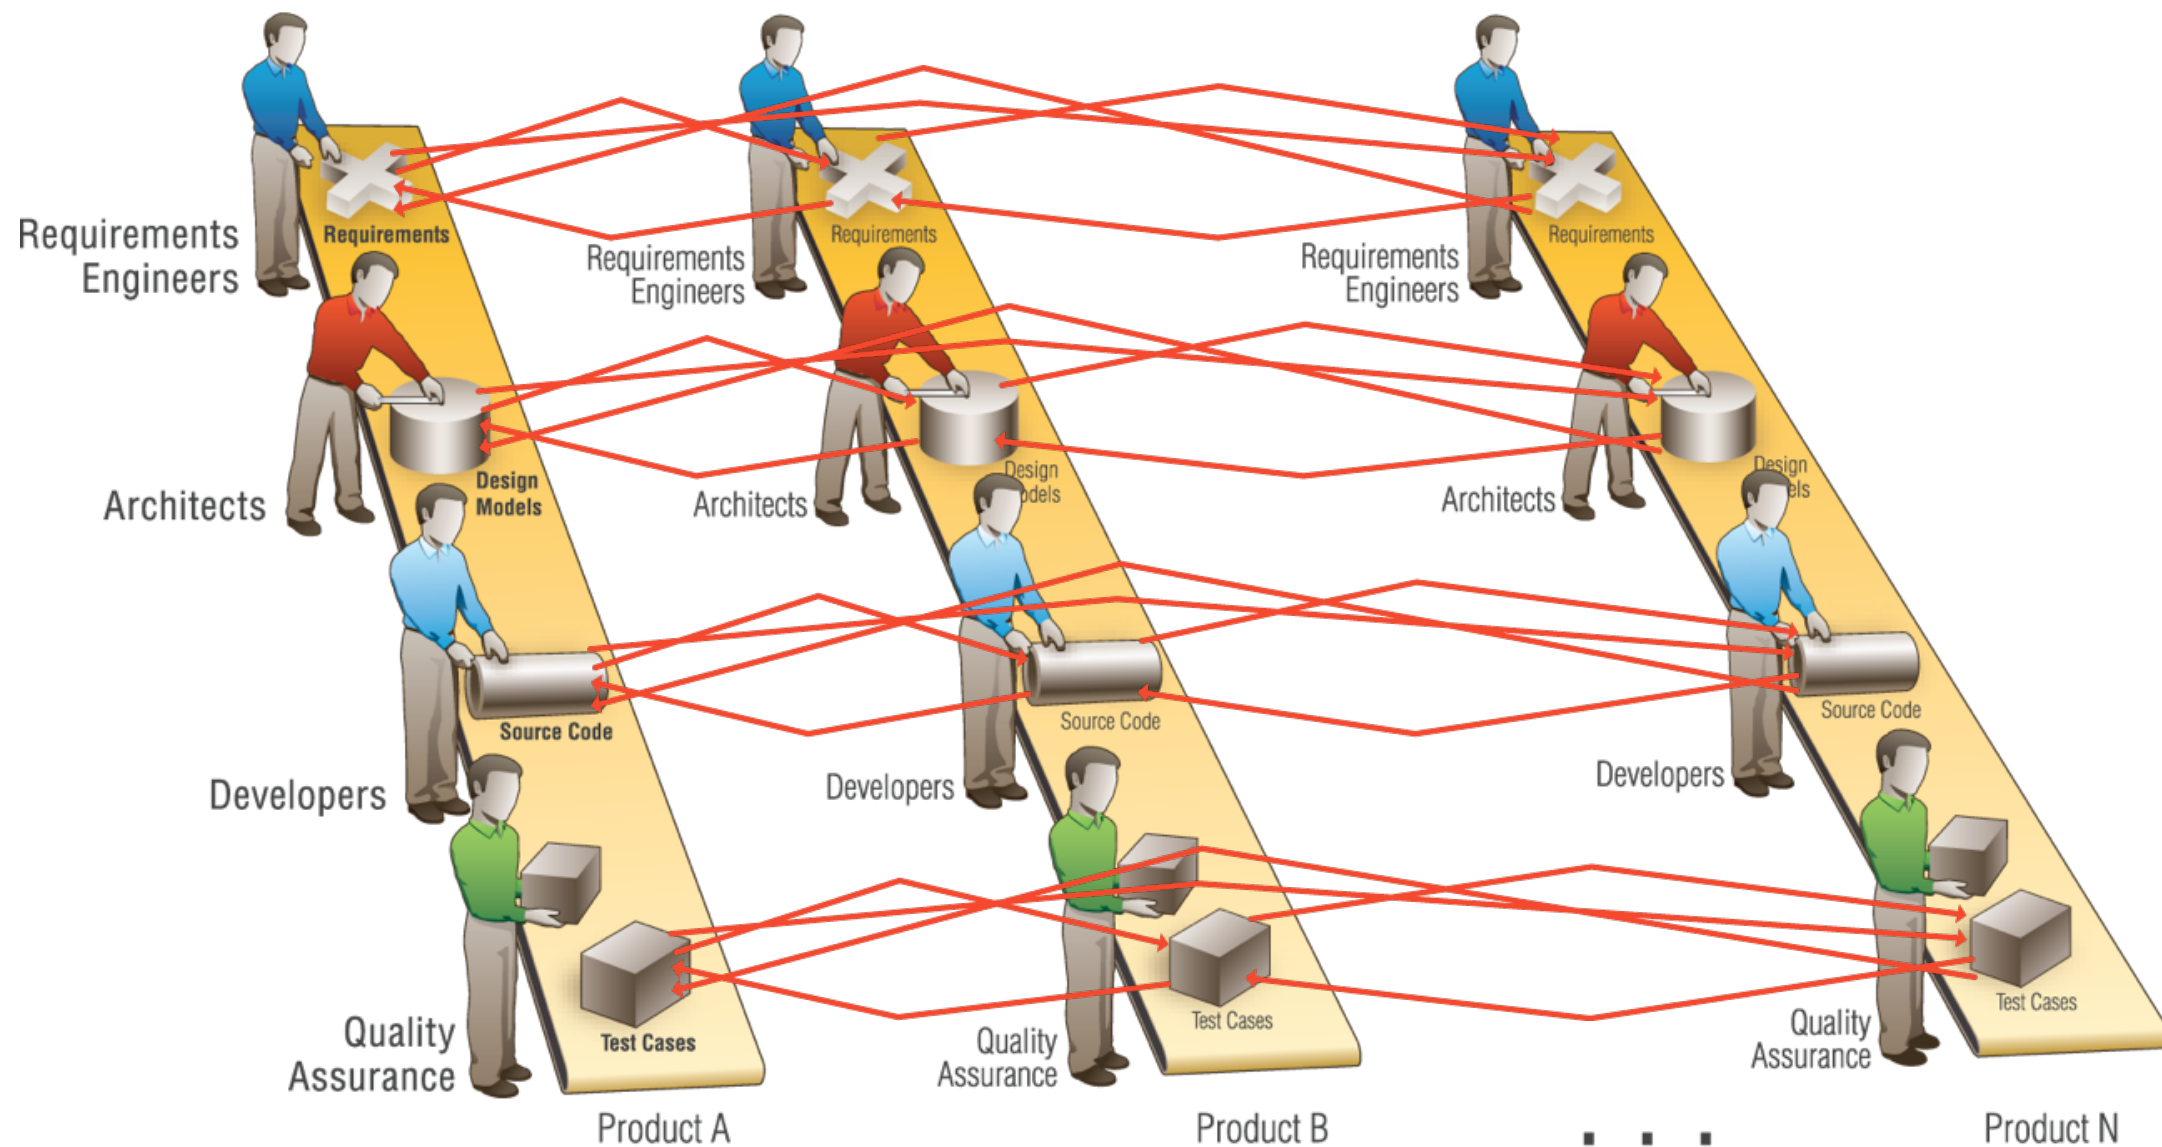 Requirements
Requirements
Engineers
Design
Models
Architects
Source Code
Developers
Test Cases
Quality
Assurance
Product A
Requirements
Requirements
Engineers
Design
Architects
Source Code
Developers
Test Cases
Quality
Assurance
Product B
. . .
Requirements
Requirements
Engineers
Design
Architects
Source Code
Developers
Test Cases
Quality
Assurance
Product N